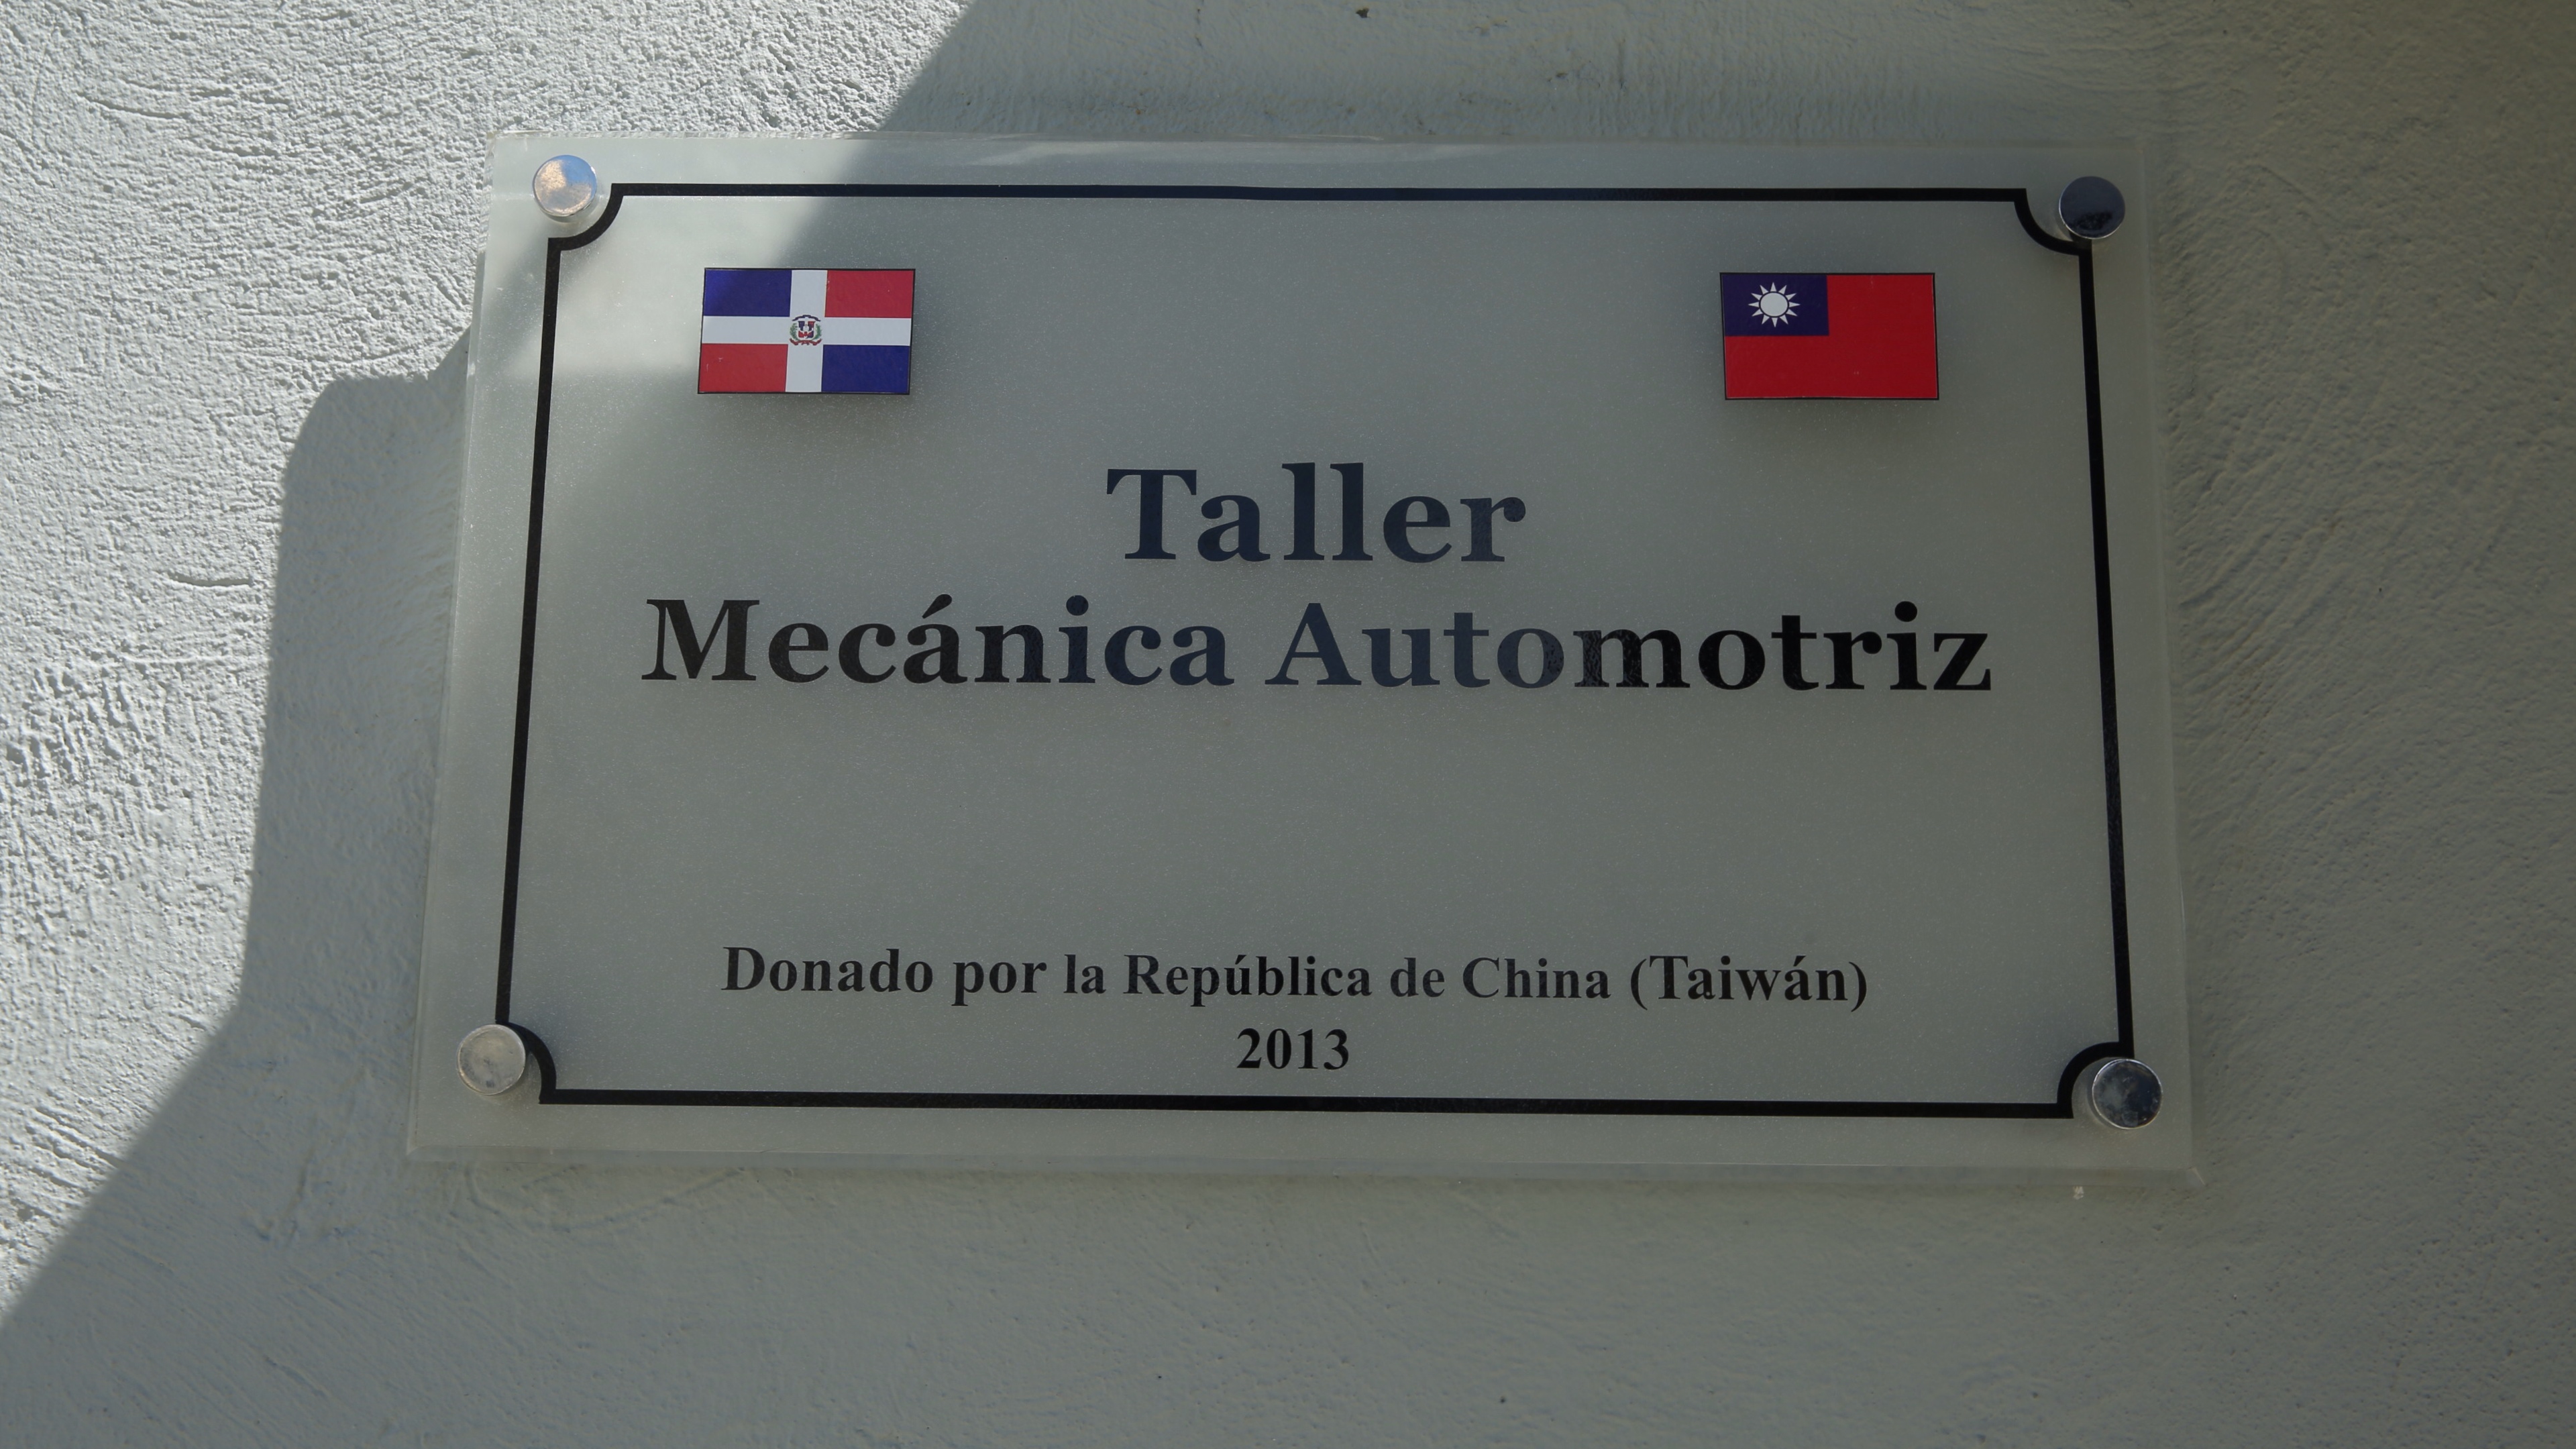 Taller
Mecánica Automotriz
Donado por la República de China (Taiwán)
2013